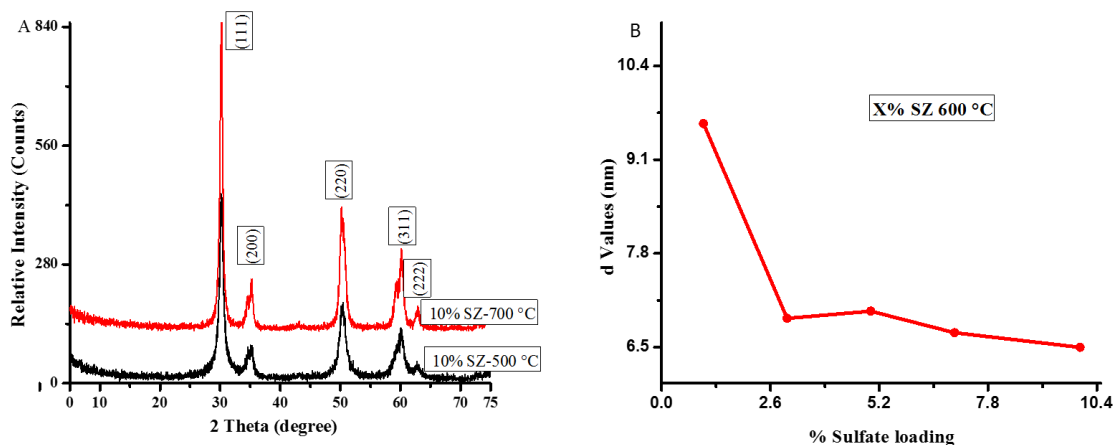 A
Relative Intensity (Counts)
840
560
280
0
(111)
(200)
(220)
(311)
(222)
10% SZ-700 °C
10% SZ-500 °C
0 10 20 30 40 50 60 70 75
2 Theta (degree)
B
d Values (nm)
10.4
9.1
7.8
6.5
X% SZ 600 °C
0.0 2.6 5.2 7.8 10.4
% Sulfate loading